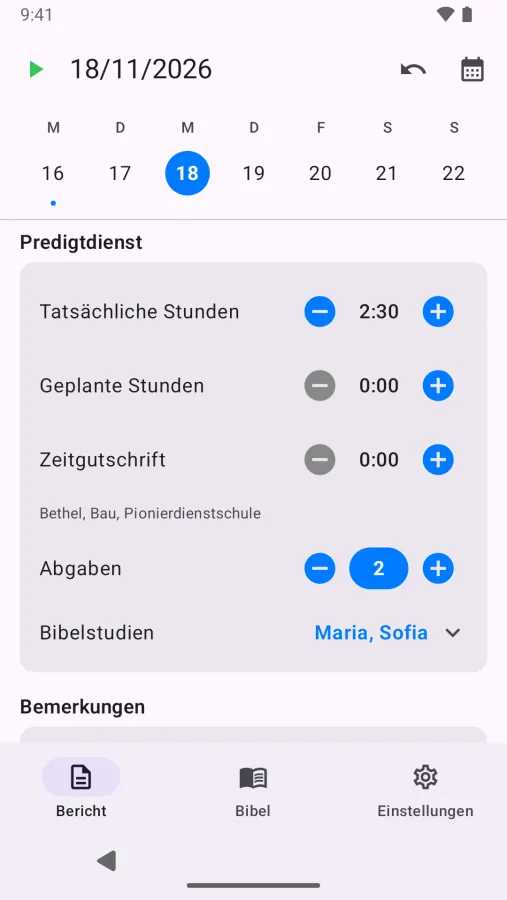 9:41
18/11/2026
M D M D F S S
16 17 18 19 20 21 22
Predigtdienst
Tatsächliche Stunden 2:30
Geplante Stunden 0:00
Zeitgutschrift 0:00
Bethel, Bau, Pionierdienstschule
Abgaben 2
Bibelstudien Maria, Sofia
Bemerkungen
Bericht Bibel Einstellungen